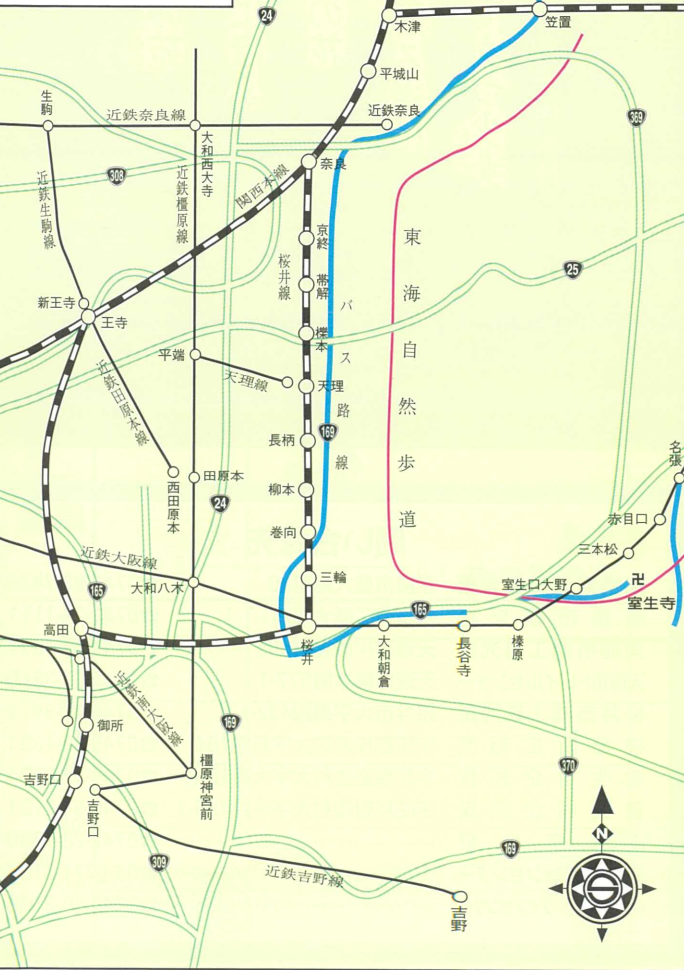 24
木津
笠置
平城山
生駒
近鉄奈良線
近鉄奈良
369
大和西大寺
308
関西本線
奈良
近鉄生駒線
近鉄橿原線
京終
東海自然歩道
桜井線
帯解
25
新王寺
王寺
バス路線
櫟本
平端
天理線
天理
近鉄田原本線
169
長柄
名張
西田原本
田原本
柳本
24
巻向
赤目口
近鉄大阪線
三本松
165
大和八木
三輪
室生口大野
卍
室生寺
165
高田
桜井
大和朝倉
長谷寺
榛原
近鉄南大阪線
御所
169
橿原神宮前
370
吉野口
吉野口
N
309
169
近鉄吉野線
吉野